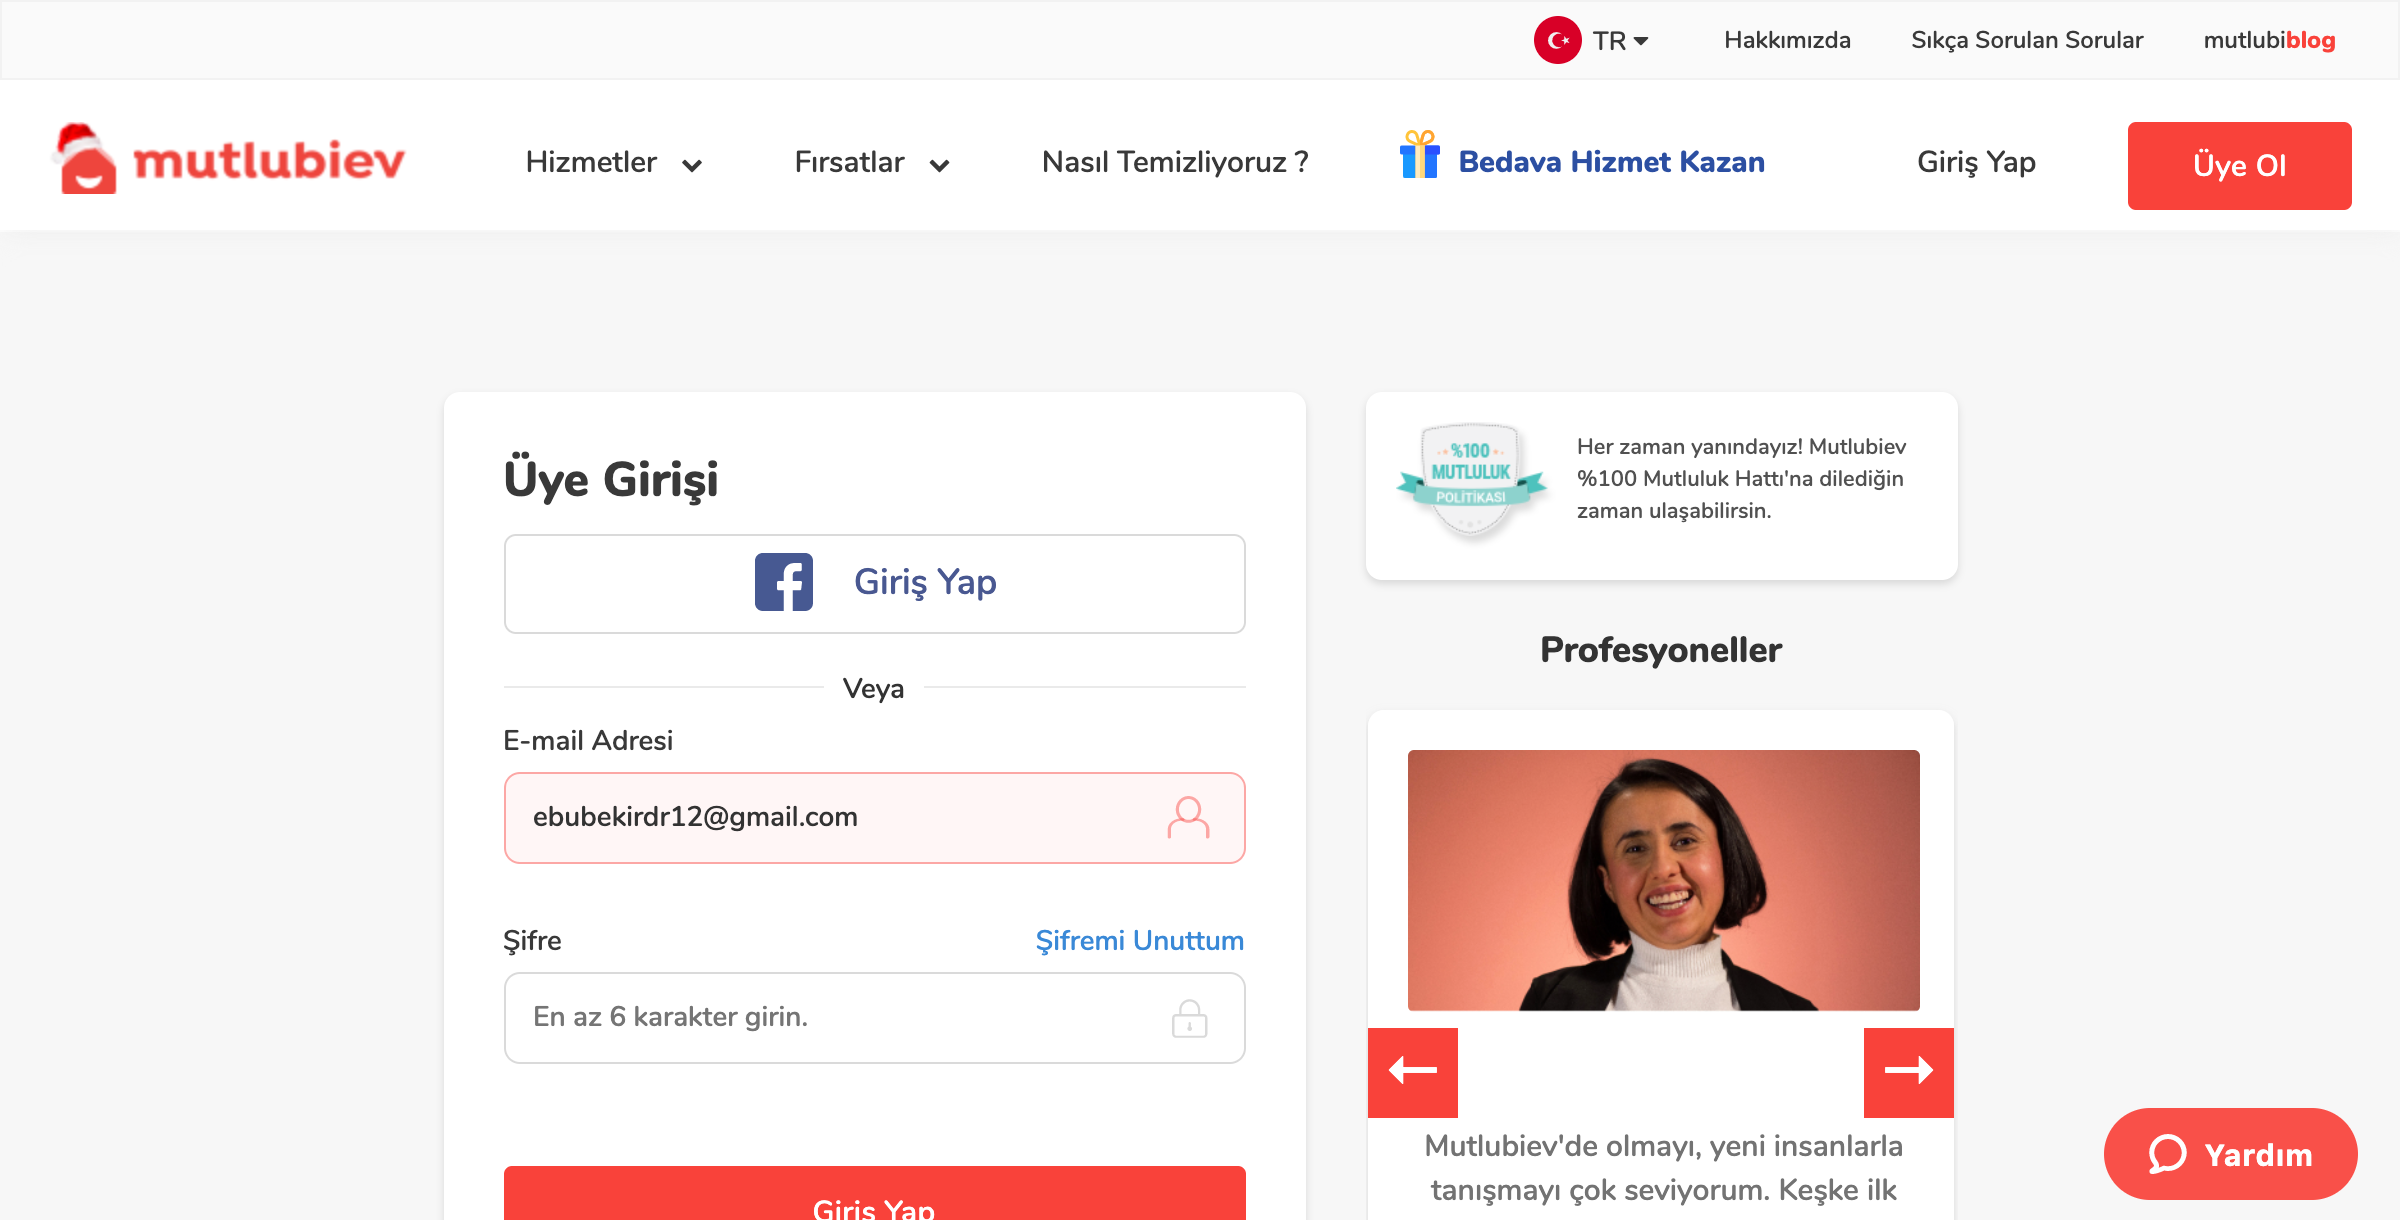 TR
Hakkımızda
Sıkça Sorulan Sorular
mutlubiblog
mutlubiev
Hizmetler
Fırsatlar
Nasıl Temizliyoruz ?
Bedava Hizmet Kazan
Giriş Yap
Üye Ol
Üye Girişi
Giriş Yap
Veya
E-mail Adresi
ebubekirdr12@gmail.com
Şifre
Şifremi Unuttum
En az 6 karakter girin.
Giriş Yap
%100
MUTLULUK
POLİTİKASI
Her zaman yanındayız! Mutlubiev
%100 Mutluluk Hattı'na dilediğin
zaman ulaşabilirsin.
Profesyoneller
Mutlubiev'de olmayı, yeni insanlarla
tanışmayı çok seviyorum. Keşke ilk
Yardım